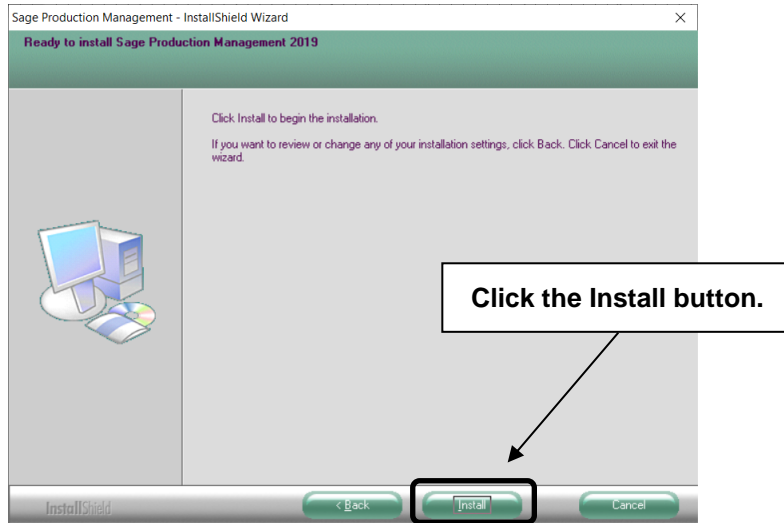 Sage Production Management - InstallShield Wizard
Ready to install Sage Production Management 2019
Click Install to begin the installation.
If you want to review or change any of your installation settings, click Back. Click Cancel to exit the
wizard.
Click the Install button.
InstallShield
< Back
Install
Cancel